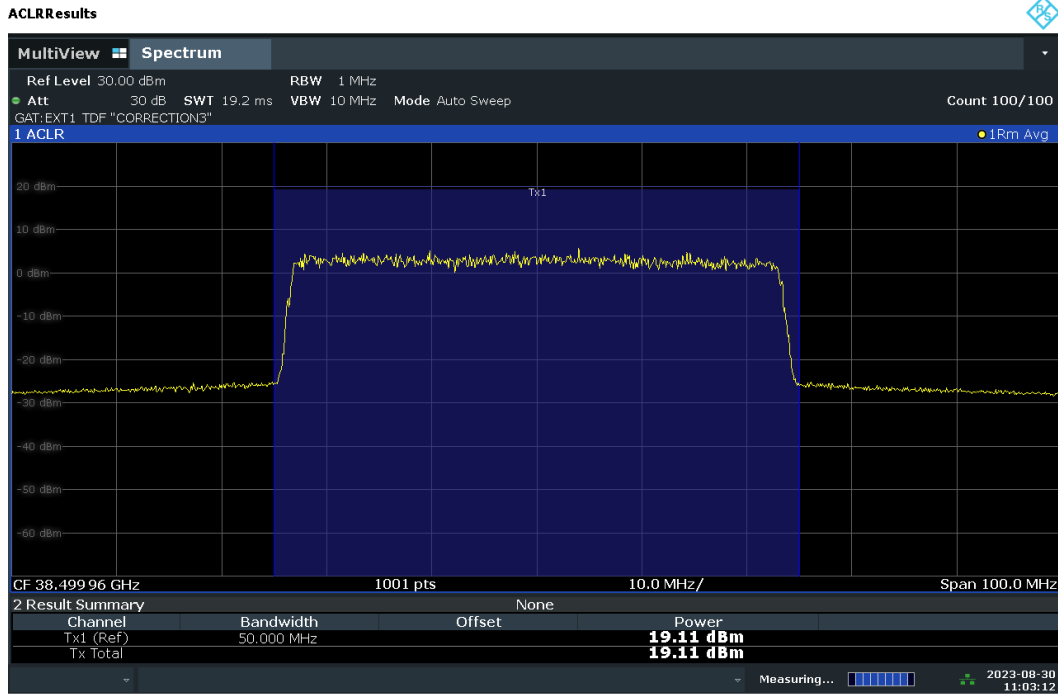 ACLRResults
R&S
MultiView Spectrum
Ref Level 30.00 dBm RBW 1 MHz
Att 30 dB SWT 19.2 ms VBW 10 MHz Mode Auto Sweep Count 100/100
GAT:EXT1 TDF "CORRECTION3"
1 ACLR 1Rm Avg
20 dBm
Tx1
10 dBm
0 dBm
-10 dBm
-20 dBm
-30 dBm
-40 dBm
-50 dBm
-60 dBm
CF 38.49996 GHz 1001 pts 10.0 MHz/ Span 100.0 MHz
2 Result Summary None
Channel Bandwidth Offset Power
Tx1 (Ref) 50.000 MHz 19.11 dBm
Tx Total 19.11 dBm
Measuring... 2023-08-30
11:03:12